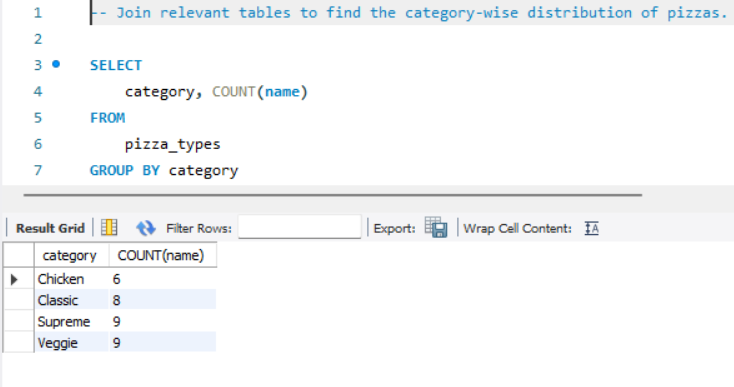 1 -- Join relevant tables to find the category-wise distribution of pizzas.
2
3 SELECT
4 category, COUNT(name)
5 FROM
6 pizza_types
7 GROUP BY category
Result Grid Filter Rows: Export: Wrap Cell Content: IA
category COUNT(name)
Chicken 6
Classic 8
Supreme 9
Veggie 9